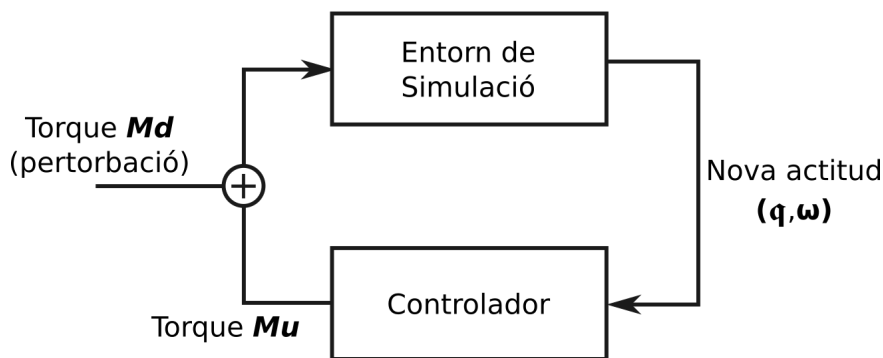 Entorn de
Simulació
Torque Md
(pertorbació)
+
Nova actitud
(𝖖,ω)
Controlador
Torque Mu